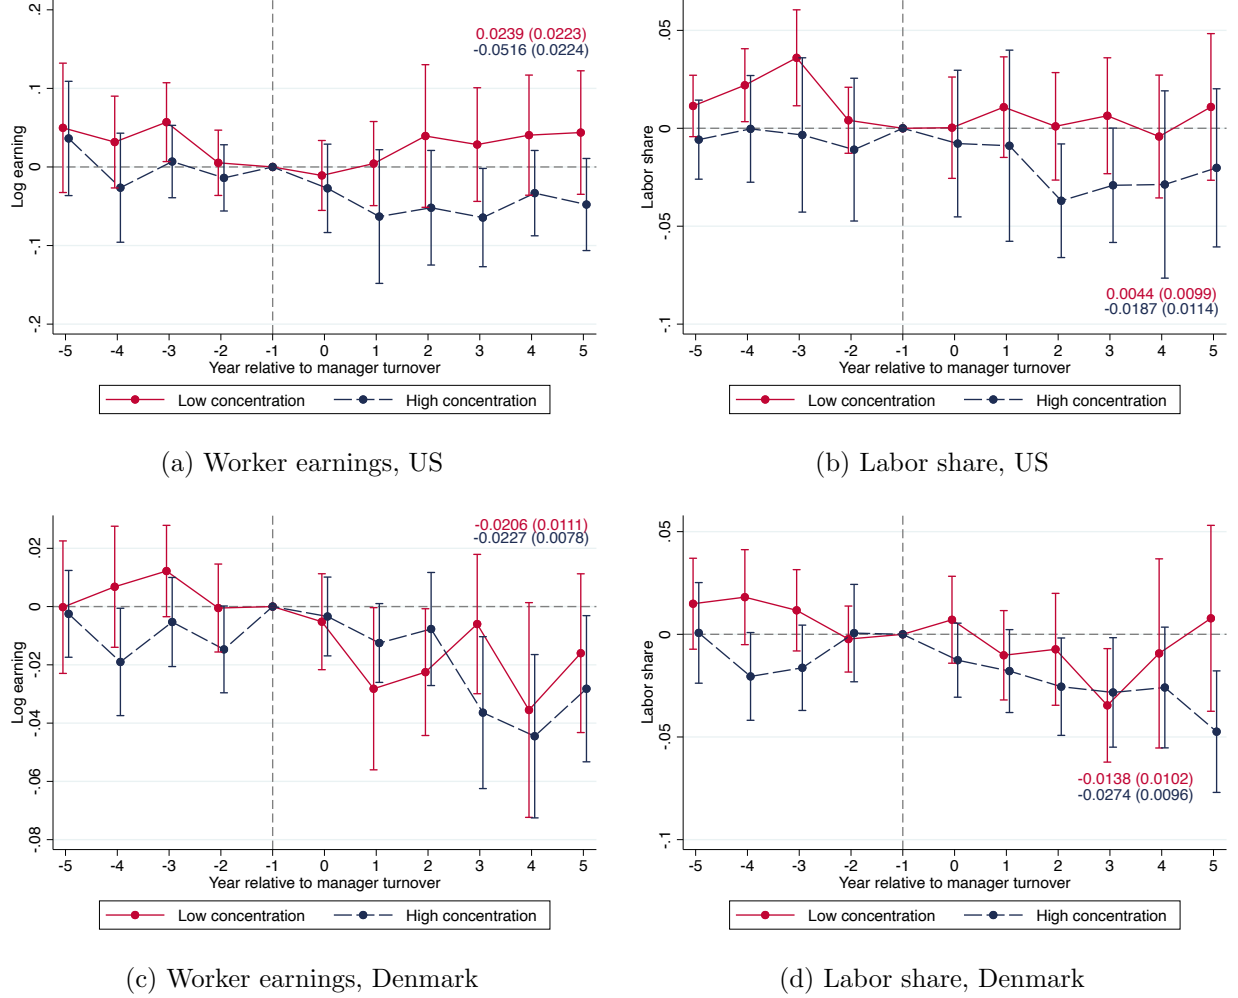 .2
.1
0
-.1
-.2
Log earning
0.0239 (0.0223)
-0.0516 (0.0224)
-5 -4 -3 -2 -1 0 1 2 3 4 5
Year relative to manager turnover
Low concentration High concentration
(a) Worker earnings, US
.05
0
-.05
-.1
Labor share
0.0044 (0.0099)
-0.0187 (0.0114)
-5 -4 -3 -2 -1 0 1 2 3 4 5
Year relative to manager turnover
Low concentration High concentration
(b) Labor share, US
.02
0
-.02
-.04
-.06
-.08
Log earning
-0.0206 (0.0111)
-0.0227 (0.0078)
-5 -4 -3 -2 -1 0 1 2 3 4 5
Year relative to manager turnover
Low concentration High concentration
(c) Worker earnings, Denmark
.05
0
-.05
-.1
Labor share
-0.0138 (0.0102)
-0.0274 (0.0096)
-5 -4 -3 -2 -1 0 1 2 3 4 5
Year relative to manager turnover
Low concentration High concentration
(d) Labor share, Denmark